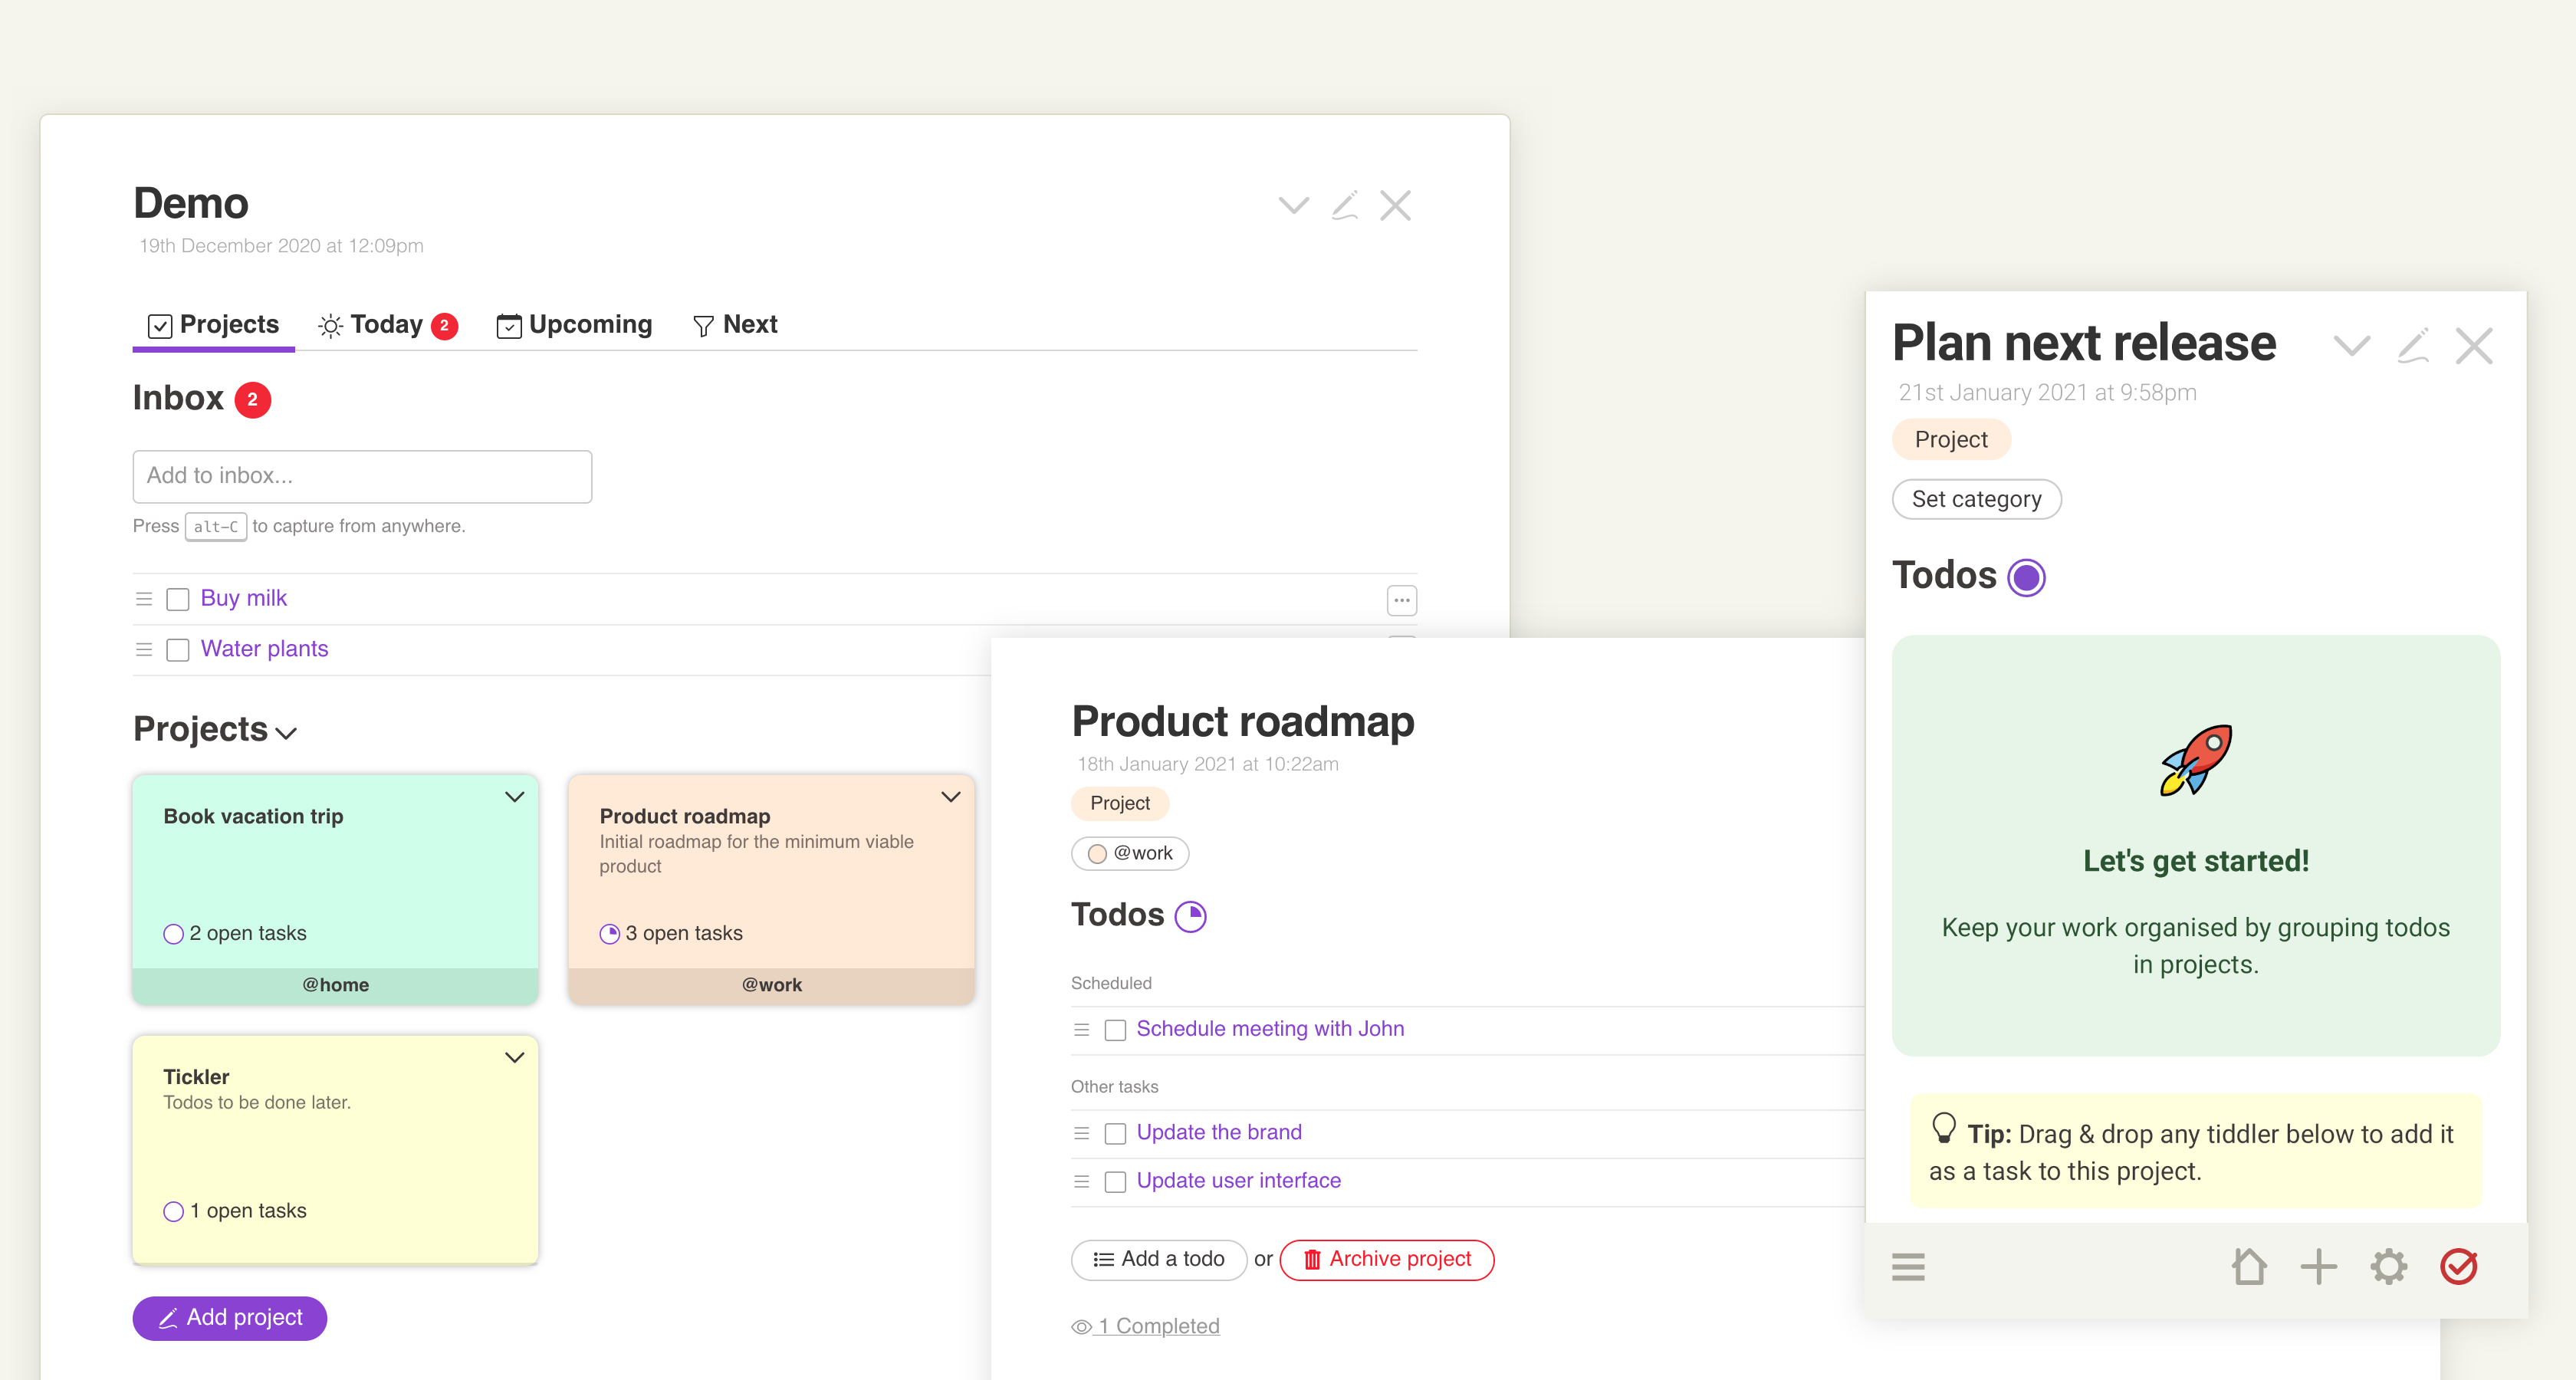 Demo
19th December 2020 at 12:09pm
Projects Today 2 Upcoming Next
Inbox 2
Add to inbox...
Press alt-C to capture from anywhere.
Buy milk
Water plants
Projects
Book vacation trip
2 open tasks
@home
Product roadmap
Initial roadmap for the minimum viable
product
3 open tasks
@work
Tickler
Todos to be done later.
1 open tasks
Add project
Product roadmap
18th January 2021 at 10:22am
Project
@work
Todos
Scheduled
Schedule meeting with John
Other tasks
Update the brand
Update user interface
Add a todo or Archive project
1 Completed
Plan next release
21st January 2021 at 9:58pm
Project
Set category
Todos
Let's get started!
Keep your work organised by grouping todos
in projects.
Tip: Drag & drop any tiddler below to add it
as a task to this project.